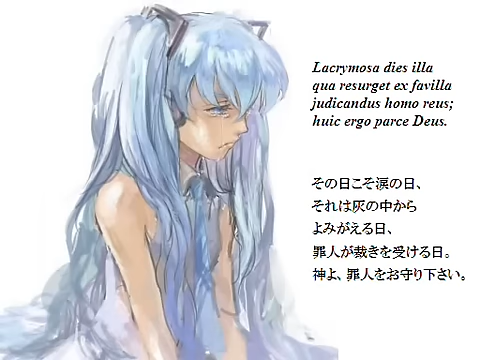 Lacrymosa dies illa
qua resurget ex favilla
judicandus homo reus;
huic ergo parce Deus.
その日こそ涙の日、
それは灰の中から
よみがえる日、
罪人が裁きを受ける日。
神よ、罪人をお守り下さい。